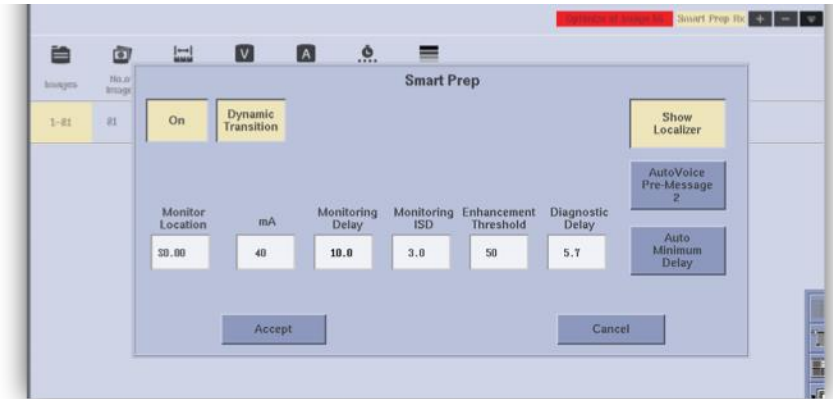 Smart Prep Rx
Images
No.o
Image
V
A
Smart Prep
1-81
81
On
Dynamic
Transition
Show
Localizer
AutoVoice
Pre-Message
2
Monitor
Location
mA
Monitoring
Delay
Monitoring
ISD
Enhancement
Threshold
Diagnostic
Delay
S0.00
40
10.0
3.0
50
5.7
Auto
Minimum
Delay
Accept
Cancel